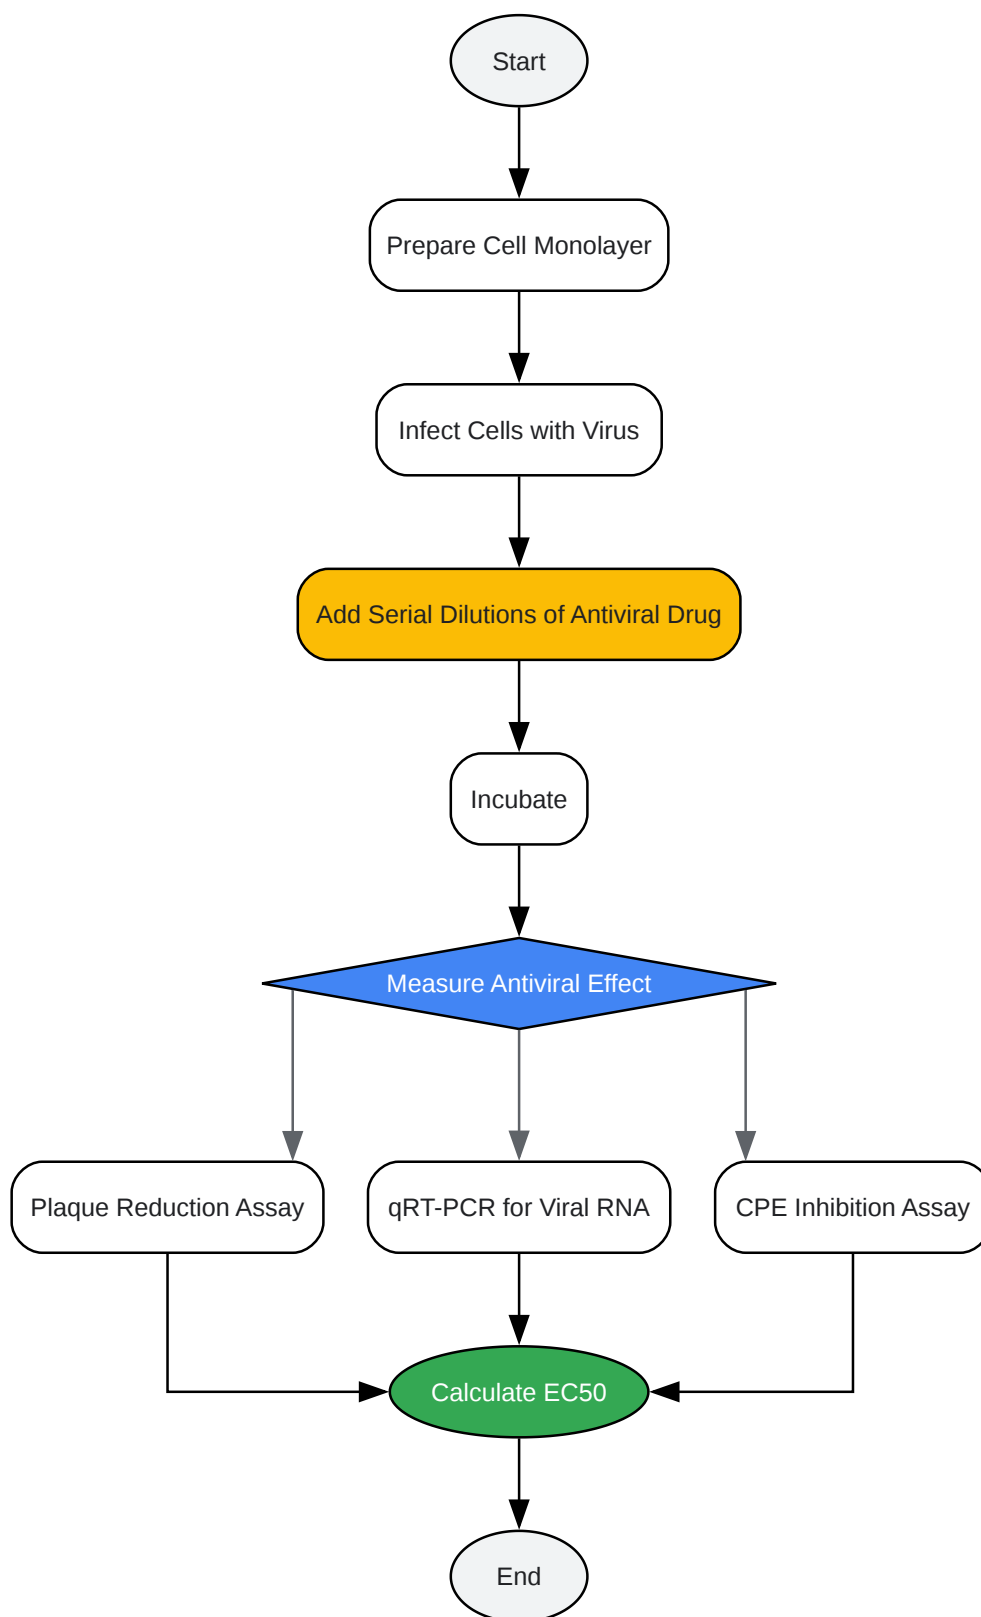 Start
Prepare Cell Monolayer
Infect Cells with Virus
Add Serial Dilutions of Antiviral Drug
Incubate
Measure Antiviral Effect
Plaque Reduction Assay
qRT-PCR for Viral RNA
CPE Inhibition Assay
Calculate EC50
End